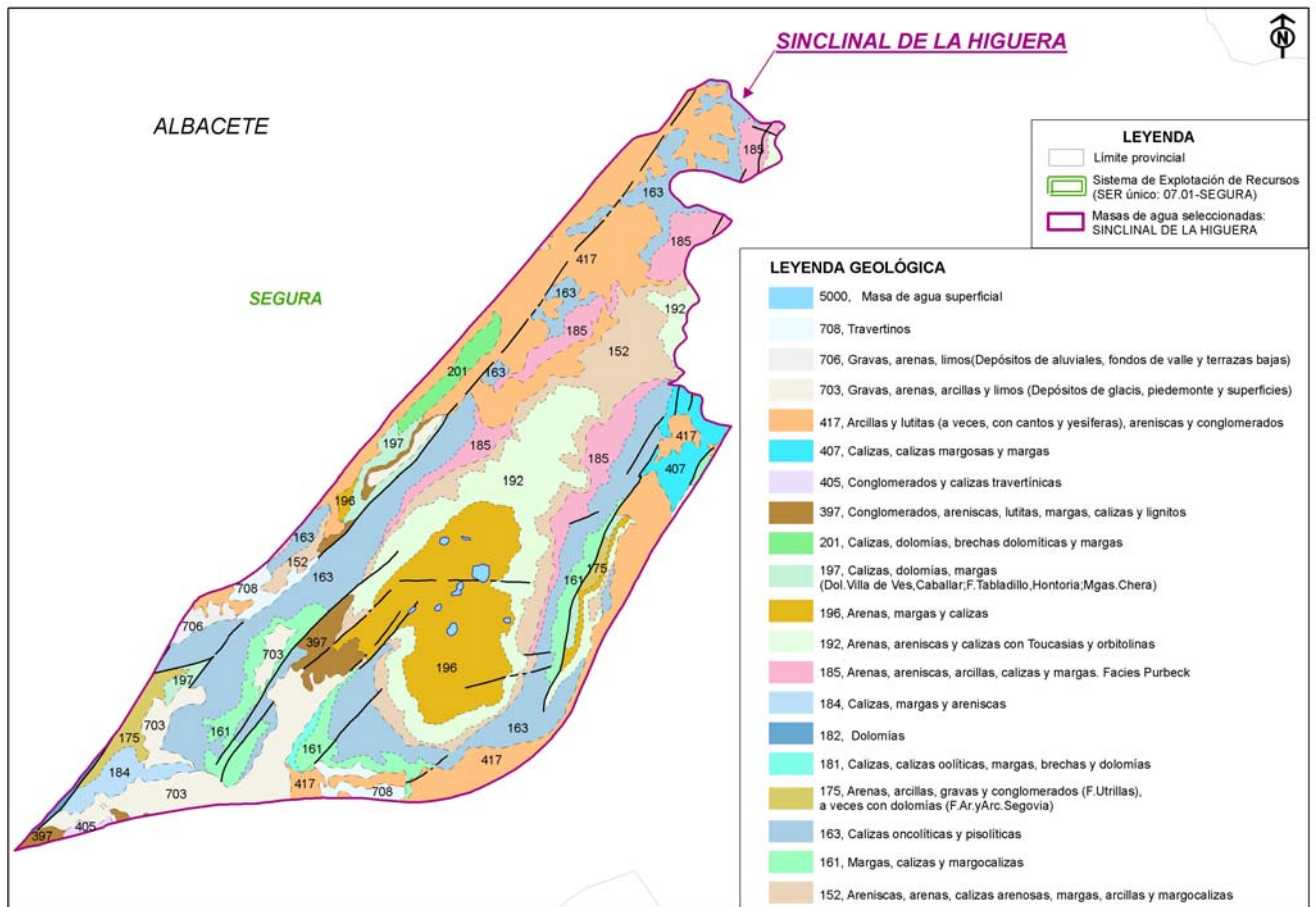 SINCLINAL DE LA HIGUERA
N
ALBACETE
SEGURA
LEYENDA
Límite provincial
Sistema de Explotación de Recursos
(SER único: 07.01-SEGURA)
Masas de agua seleccionadas:
SINCLINAL DE LA HIGUERA
LEYENDA GEOLÓGICA
5000, Masa de agua superficial
708, Travertinos
706, Gravas, arenas, limos(Depósitos de aluviales, fondos de valle y terrazas bajas)
703, Gravas, arenas, arcillas y limos (Depósitos de glacis, piedemonte y superficies)
417, Arcillas y lutitas (a veces, con cantos y yesíferas), areniscas y conglomerados
407, Calizas, calizas margosas y margas
405, Conglomerados y calizas travertínicas
397, Conglomerados, areniscas, lutitas, margas, calizas y lignitos
201, Calizas, dolomías, brechas dolomíticas y margas
197, Calizas, dolomías, margas
(Dol.Villa de Ves,Caballar;F.Tabladillo,Hontoria;Mgas.Chera)
196, Arenas, margas y calizas
192, Arenas, areniscas y calizas con Toucasias y orbitolinas
185, Arenas, areniscas, arcillas, calizas y margas. Facies Purbeck
184, Calizas, margas y areniscas
182, Dolomías
181, Calizas, calizas oolíticas, margas, brechas y dolomías
175, Arenas, arcillas, gravas y conglomerados (F.Utrillas),
a veces con dolomías (F.Ar.yArc.Segovia)
163, Calizas oncolíticas y pisolíticas
161, Margas, calizas y margocalizas
152, Areniscas, arenas, calizas arenosas, margas, arcillas y margocalizas
185
163
185
417
163
192
185
152
163
201
417
197
185
185
407
192
196
163
152
163
175
161
708
706
397
703
196
197
703
163
161
175
161
417
184
703
417
708
405
397